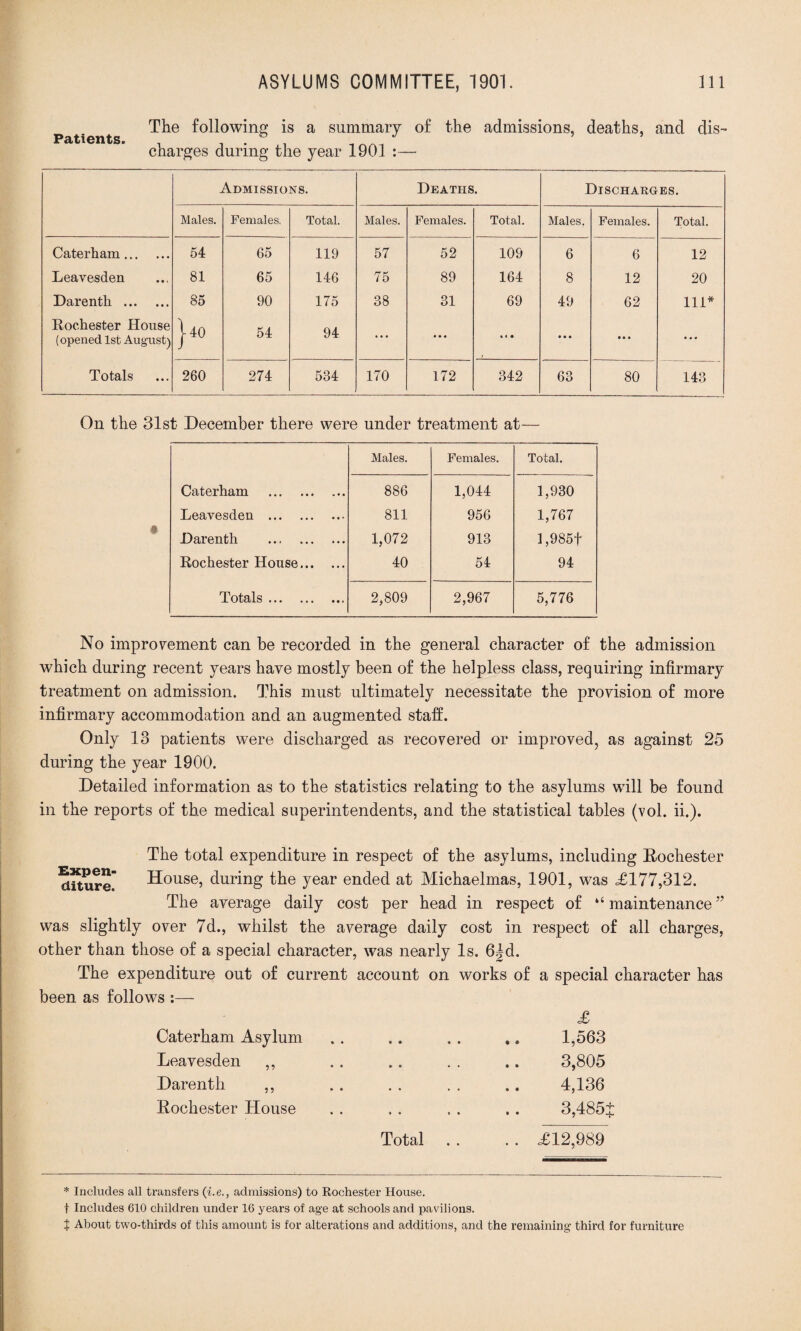 ASYLUMS COMMITTEE, 1901. 111
Patients. The following is a summary of the admissions, deaths, and dis-
charges during the year 1901 :—
Admissions. Deaths. Discharges.
Males. Females. Total. Males. Females. Total. Males. Females. Total.
Caterham ... ... 54 65 119 57 52 109 6 6 12
Leavesden ... 81 65 146 75 89 164 8 12 20
Darenth ... ... 85 90 175 38 31 69 49 62 111*
Rochester House
(opened 1st August) } 40 54 94 ... ... ... ... ... ...
Totals ... 260 274 534 170 172 342 63 80 143
On the 31st December there were under treatment at—
Males. Females. Total.
Caterham ... ... ... 886 1,044 1,930
Leavesden ... ... ... 811 956 1,767
Darenth ... ... ... 1,072 913 1,985†
Rochester House... ... 40 54 94
Totals ... ... ... 2,809 2,967 5,776
No improvement can be recorded in the general character of the admission
which during recent years have mostly been of the helpless class, requiring infirmary
treatment on admission. This must ultimately necessitate the provision of more
infirmary accommodation and an augmented staff.
Only 13 patients were discharged as recovered or improved, as against 25
during the year 1900.
Detailed information as to the statistics relating to the asylums will be found
in the reports of the medical superintendents, and the statistical tables (vol. ii.).
The total expenditure in respect of the asylums, including Rochester
Expen-
diture. House, during the year ended at Michaelmas, 1901, was £177,312.
The average daily cost per head in respect of “maintenance”
was slightly over 7d., whilst the average daily cost in respect of all charges,
other than those of a special character, was nearly 1s. 6½d.
The expenditure out of current account on works of a special character has
been as follows :—
£
Caterham Asylum .. .. .. .. 1,563
Leavesden ,, .. .. .. .. 3,805
Darenth ,, .. .. .. .. 4,136
Rochester House .. .. .. .. 3,485‡
Total .. .. £12,989
* Includes all transfers (i.e., admissions) to Rochester House.
† Includes 610 children under 16 years of age at schools and pavilions.
‡ About two-thirds of this amount is for alterations and additions, and the remaining third for furniture